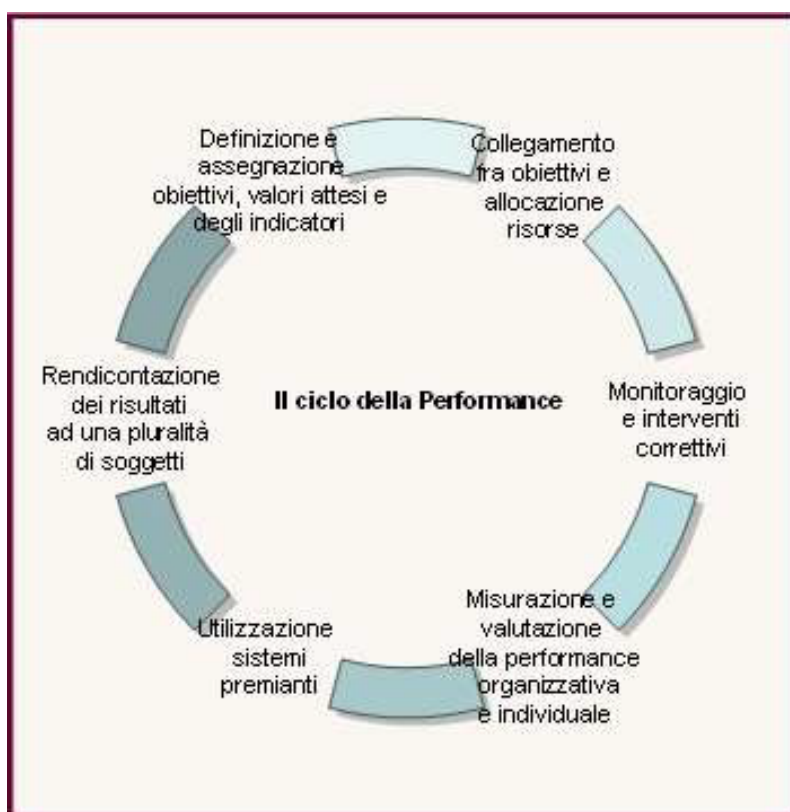 Definizione e
assegnazione
obiettivi, valori attesi e
degli indicatori
Collegamento
fra obiettivi e
allocazione
risorse
Monitoraggio
e interventi
correttivi
Misurazione e
valutazione
della performance
organizzativa
e individuale
Utilizzazione
sistemi
premianti
Rendicontazione
dei risultati
ad una pluralità
di soggetti
Il ciclo della Performance